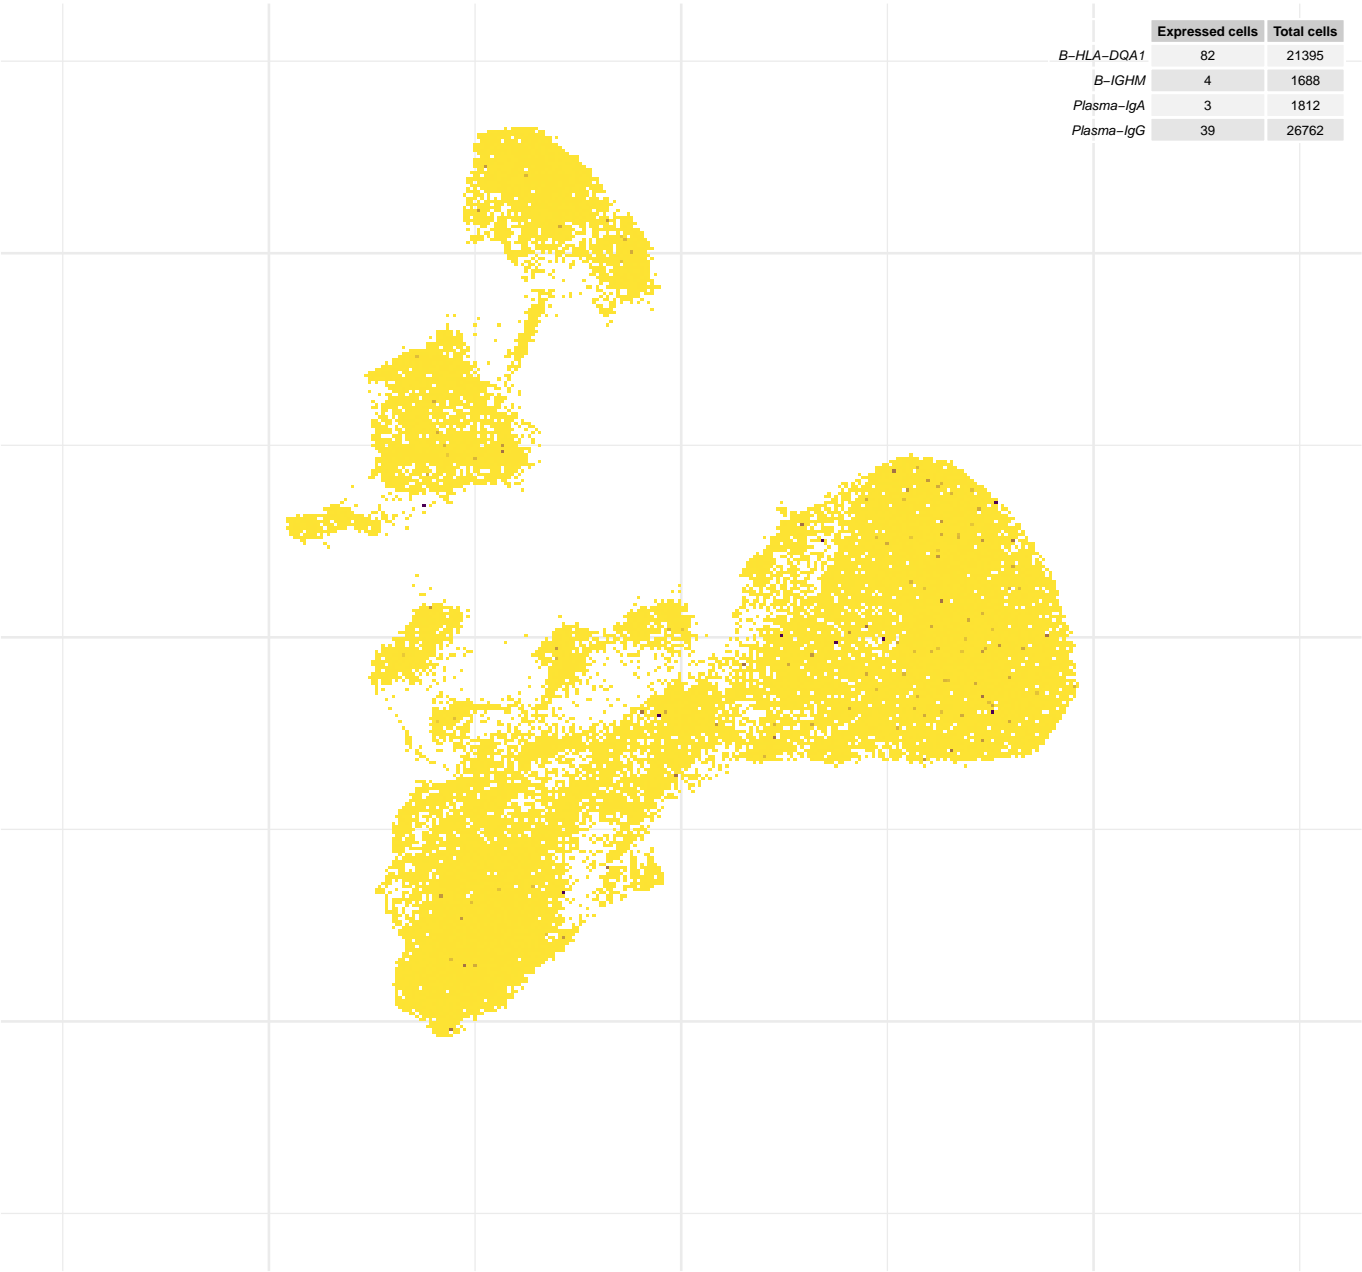 Expressed cells Total cells
B−HLA−DQA1 82 21395
B−IGHM 4 1688
Plasma−IgA 3 1812
Plasma−IgG 39 26762